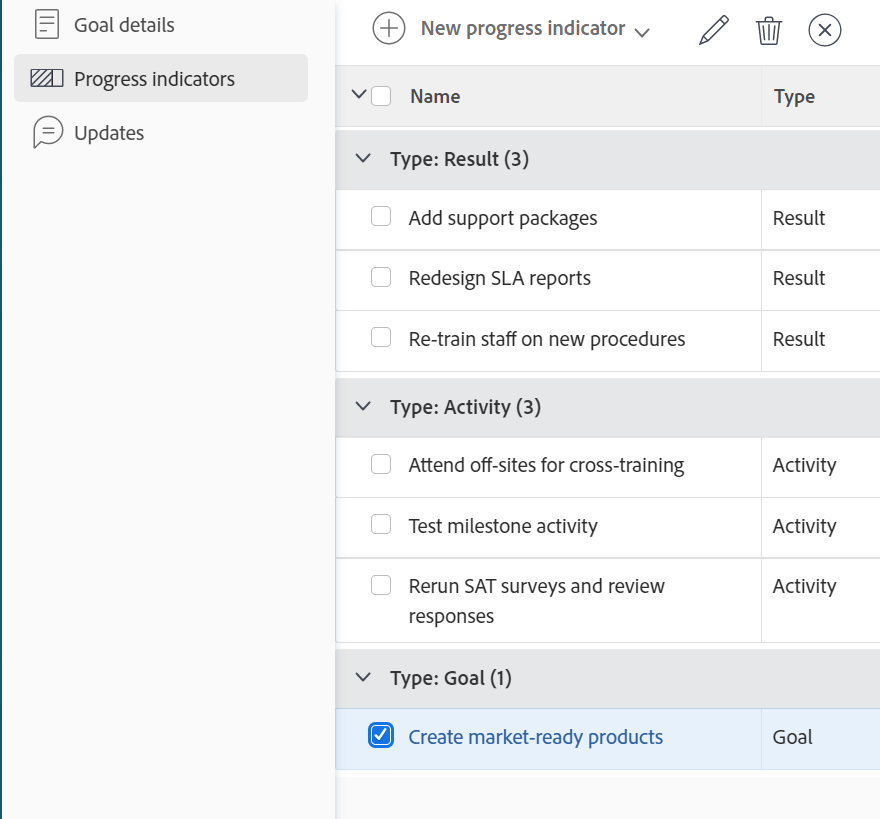 Goal details
Progress indicators
Updates
New progress indicator
Name Type
Type: Result (3)
Add support packages Result
Redesign SLA reports Result
Re-train staff on new procedures Result
Type: Activity (3)
Attend off-sites for cross-training Activity
Test milestone activity Activity
Rerun SAT surveys and review Activity
responses
Type: Goal (1)
Create market-ready products Goal